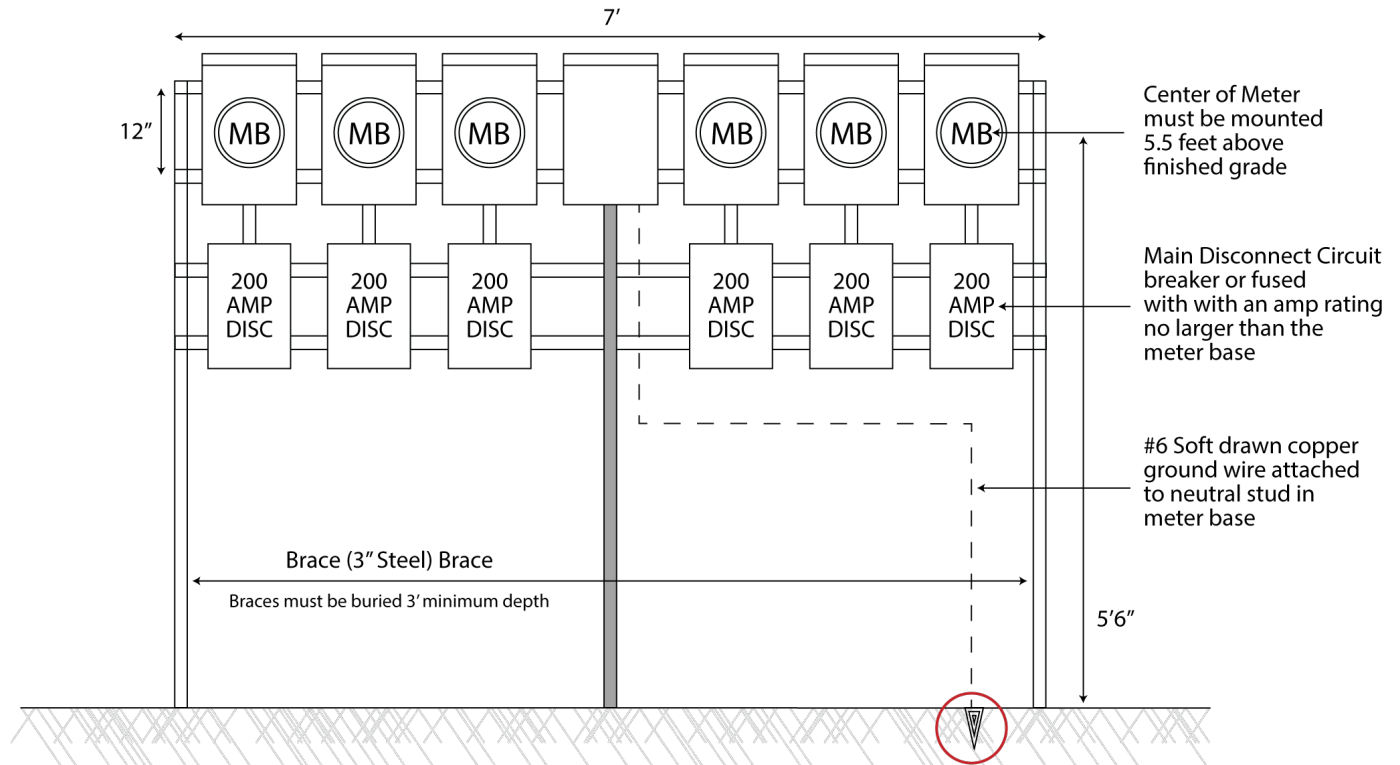 7’
12”
MB
MB
MB
MB
MB
MB
Center of Meter
must be mounted
5.5 feet above
finished grade
200
AMP
DISC
200
AMP
DISC
200
AMP
DISC
200
AMP
DISC
200
AMP
DISC
200
AMP
DISC
Main Disconnect Circuit
breaker or fused
with with an amp rating
no larger than the
meter base
#6 Soft drawn copper
ground wire attached
to neutral stud in
meter base
Brace (3” Steel) Brace
Braces must be buried 3’ minimum depth
5’6”